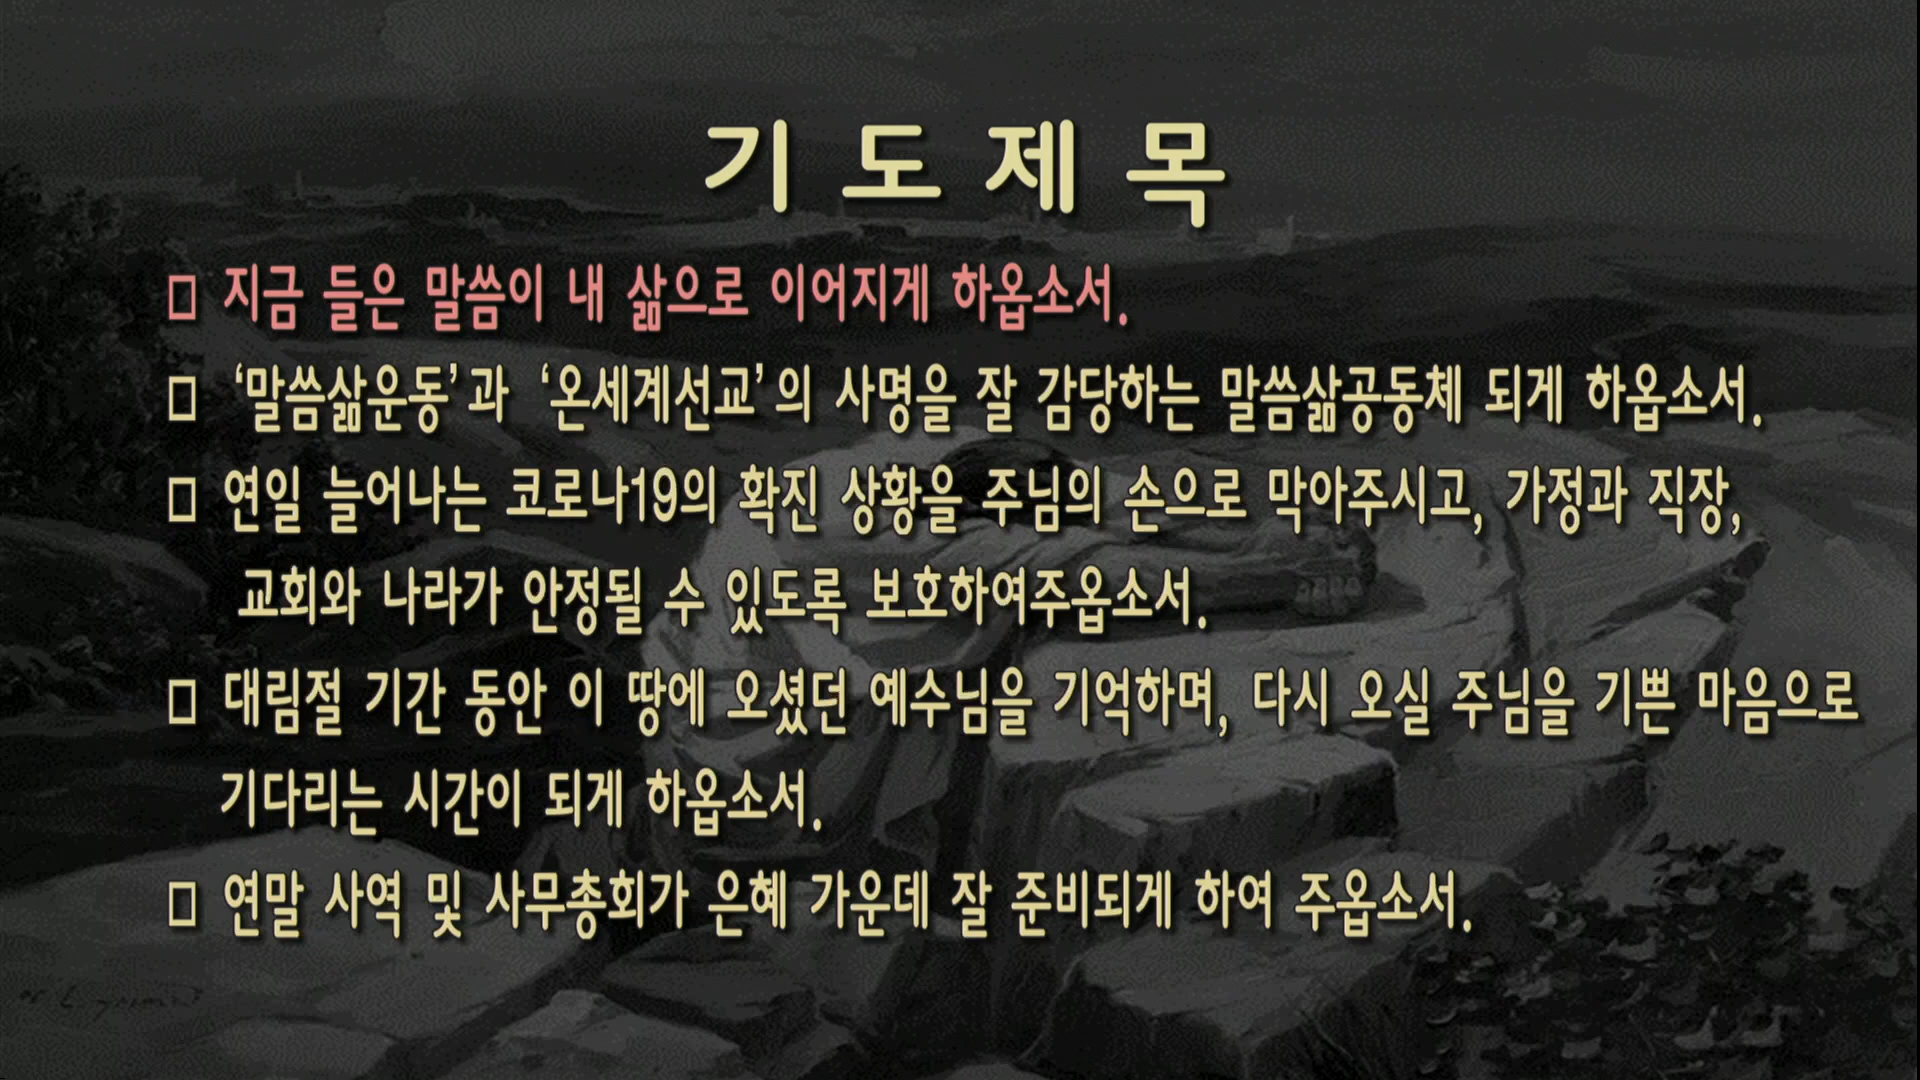 기도제목
□ 지금 들은 말씀이 내 삶으로 이어지게 하옵소서.
□ ‘말씀삶운동’과 ‘온세계선교’의 사명을 잘 감당하는 말씀삶공동체 되게 하옵소서.
□ 연일 늘어나는 코로나19의 확진 상황을 주님의 손으로 막아주시고, 가정과 직장,
교회와 나라가 안정될 수 있도록 보호하여주옵소서.
□ 대림절 기간 동안 이 땅에 오셨던 예수님을 기억하며, 다시 오실 주님을 기쁜 마음으로
기다리는 시간이 되게 하옵소서.
□ 연말 사역 및 사무총회가 은혜 가운데 잘 준비되게 하여 주옵소서.